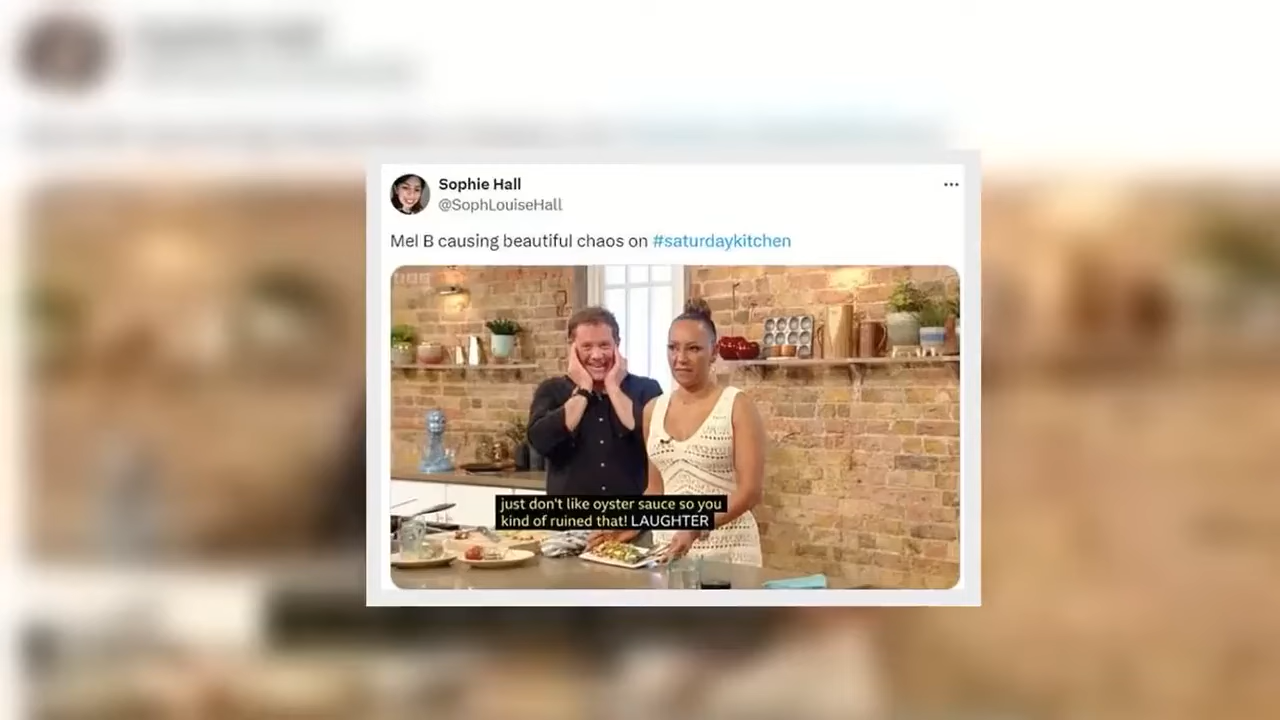 Sophie Hall
@SophLouiseHall
Mel B causing beautiful chaos on #saturdaykitchen
BBC
just don't like oyster sauce so you
kind of ruined that! LAUGHTER